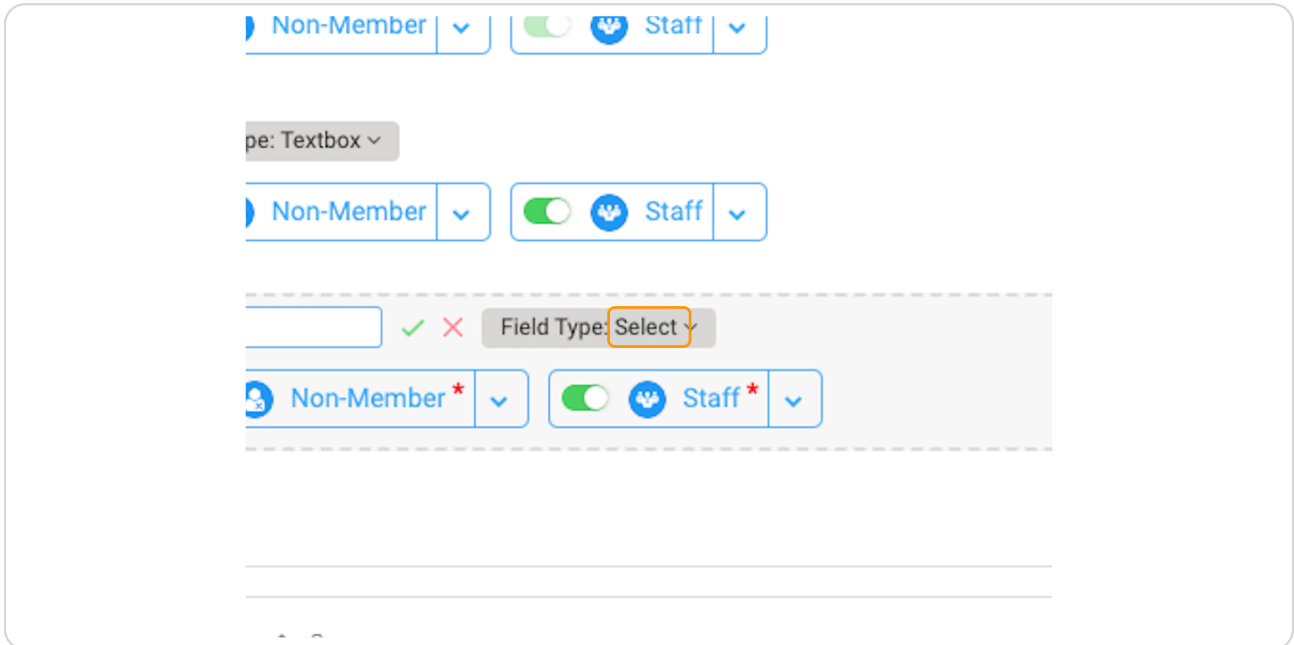 Non-Member Staff
pe: Textbox
Non-Member Staff
Field Type: Select
Non-Member * Staff *